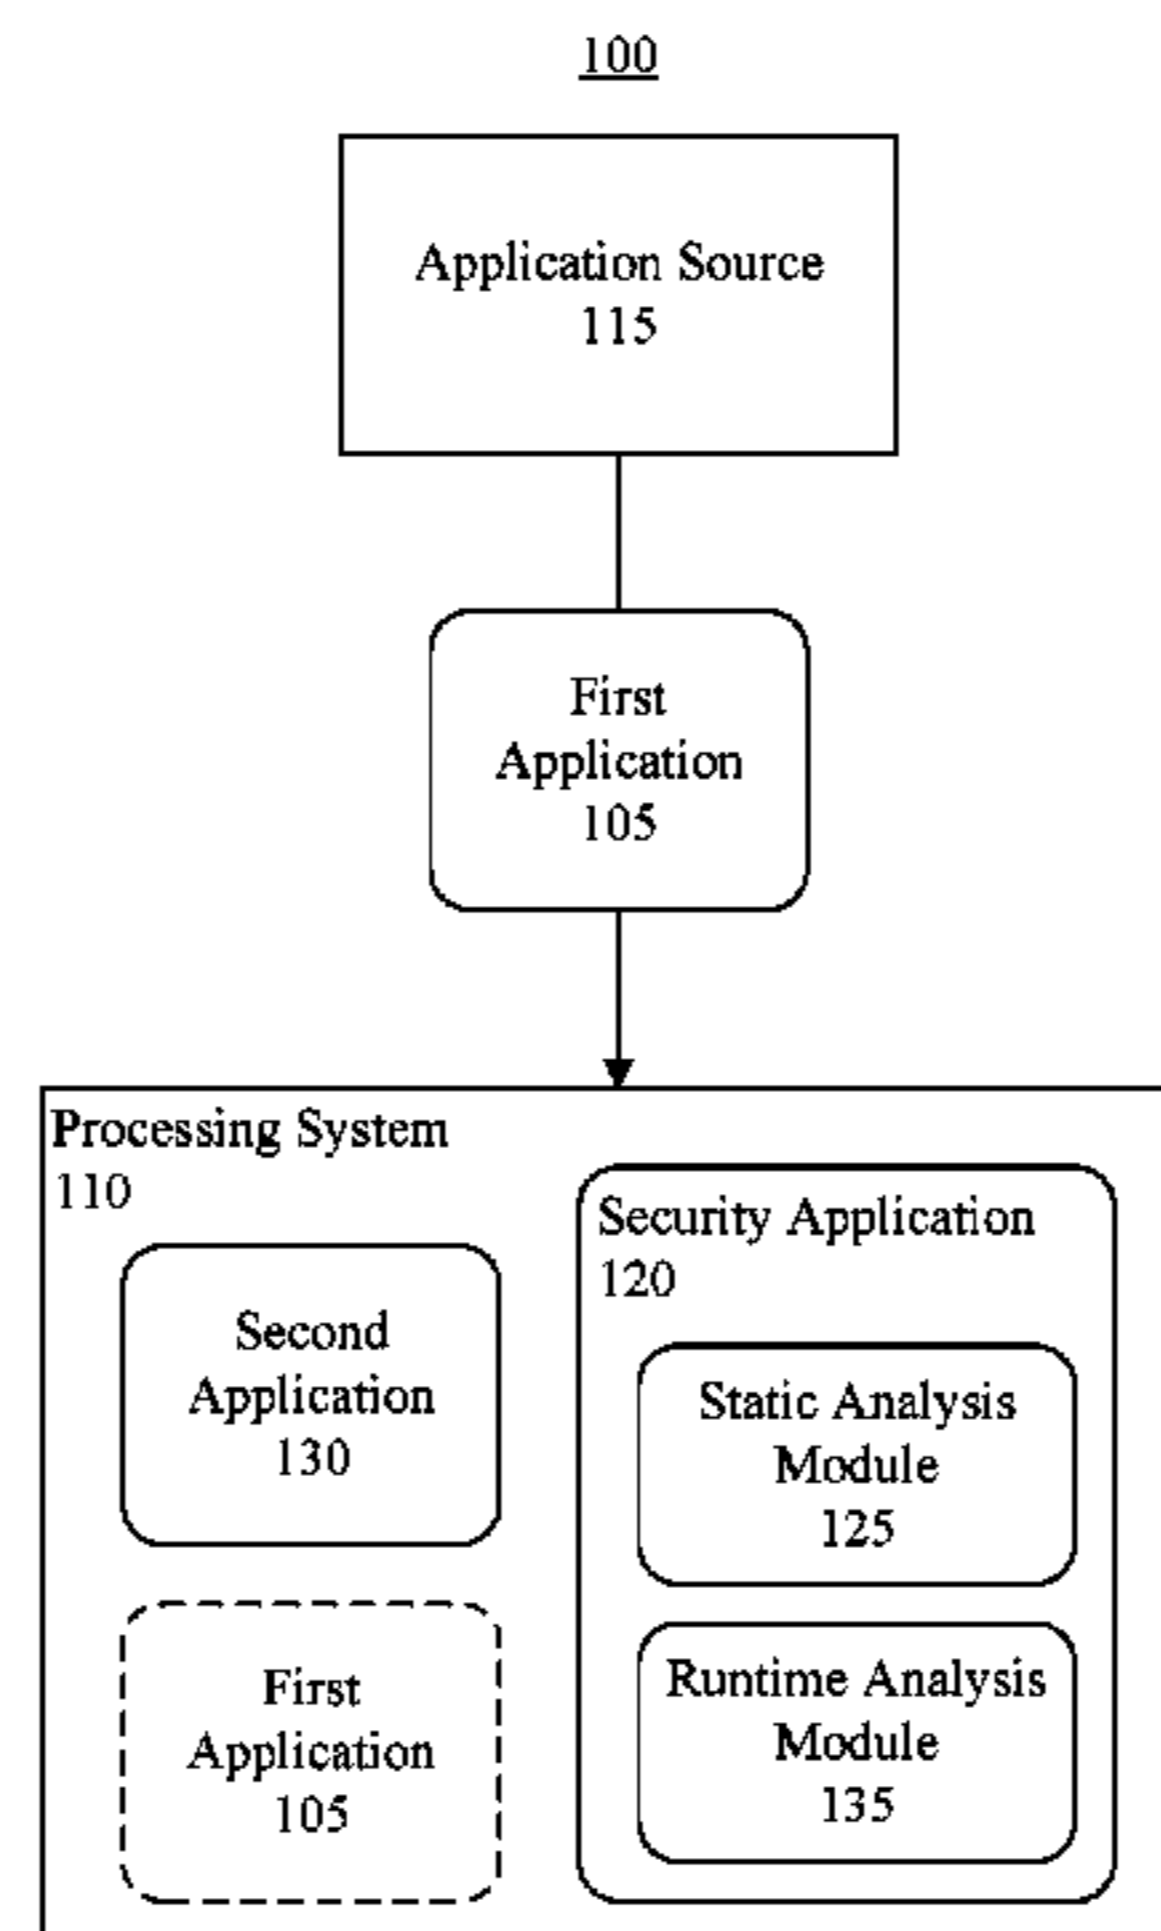 100
Application Source
115
First
Application
105
Processing System
110
Second
Application
130
First
Application
105
Security Application
120
Static Analysis
Module
125
Runtime Analysis
Module
135